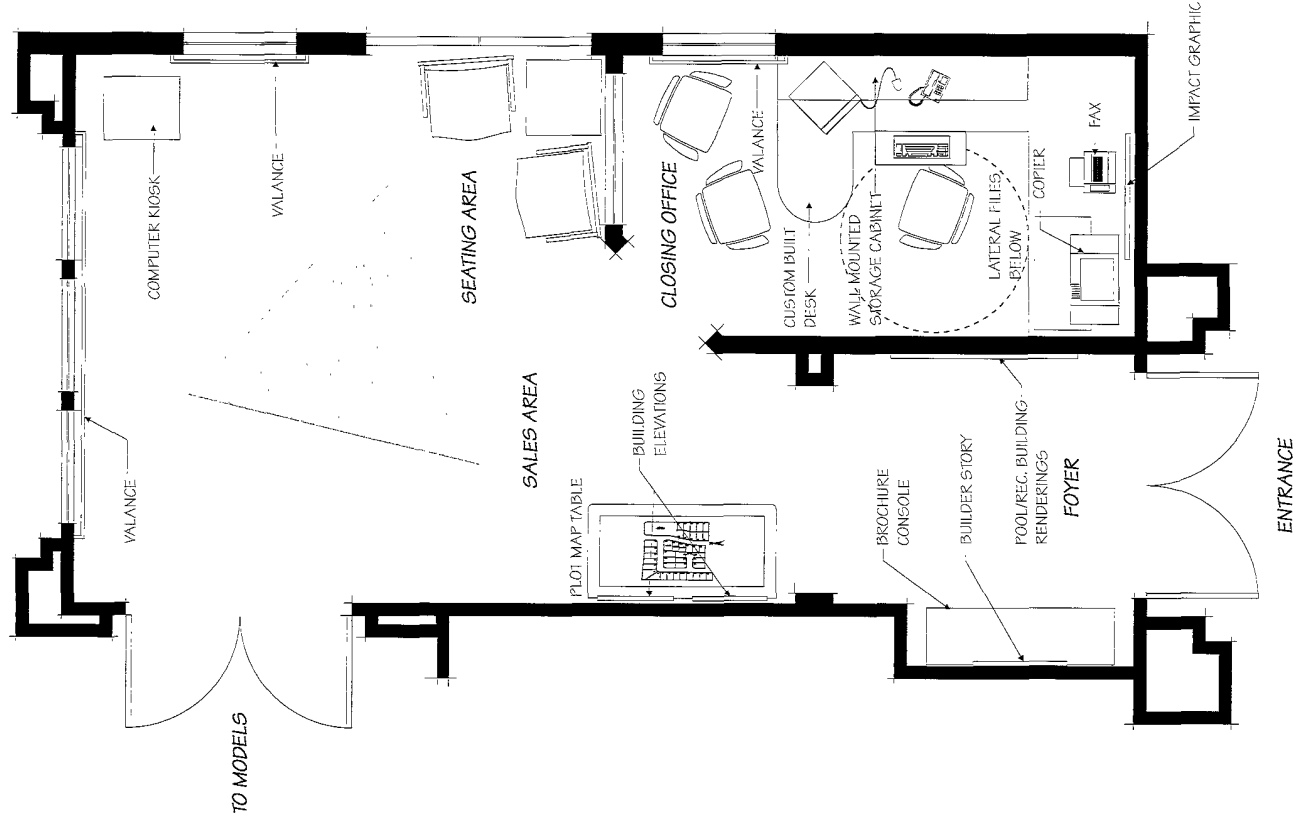 IMPACT GRAPHIC
COMPUTER KIOSK
VALANCE
SEATING AREA
CLOSING OFFICE
VALANCE
CUSTOM BUILT
DESK
WALL MOUNTED
STORAGE CABINET
LATERAL FILES
BELOW
COPIER
FAX
VALANCE
SALES AREA
BUILDING
ELEVATIONS
PLOT MAP TABLE
BROCHURE
CONSOLE
BUILDER STORY
POOL/REC. BUILDING
RENDERINGS
FOYER
ENTRANCE
TO MODELS